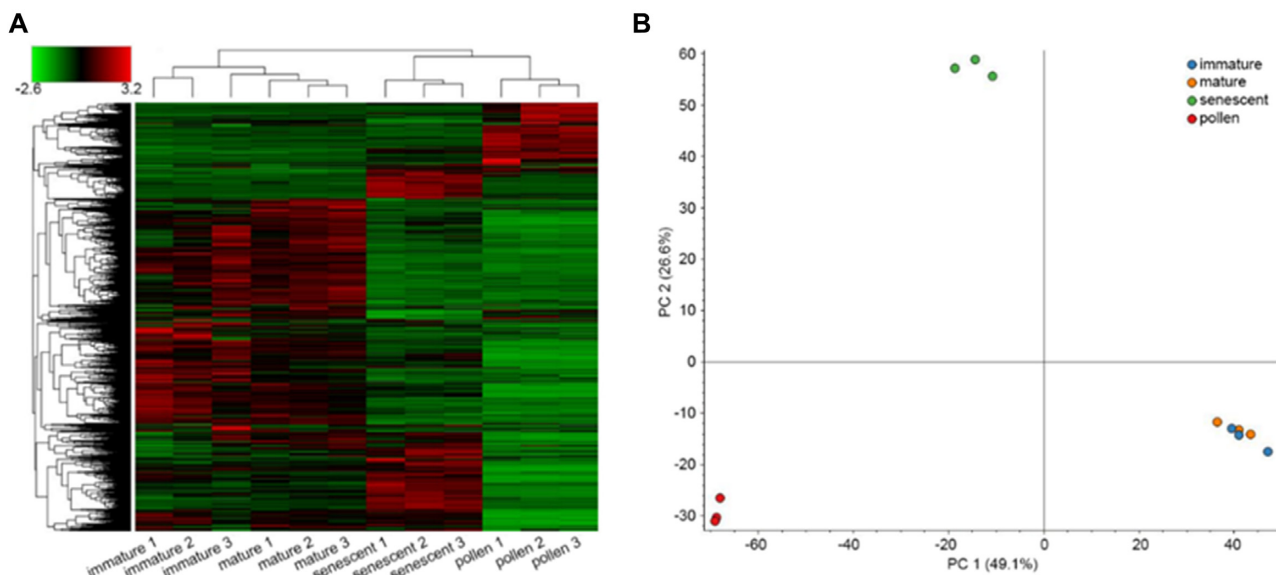 A
-2.6 3.2
immature 1 immature 2 immature 3 mature 1 mature 2 mature 3 senescent 1 senescent 2 senescent 3 pollen 1 pollen 2 pollen 3
B
immature
mature
senescent
pollen
60
50
40
30
20
10
0
-10
-20
-30
PC 2 (26.6%)
-60 -40 -20 0 20 40
PC 1 (49.1%)